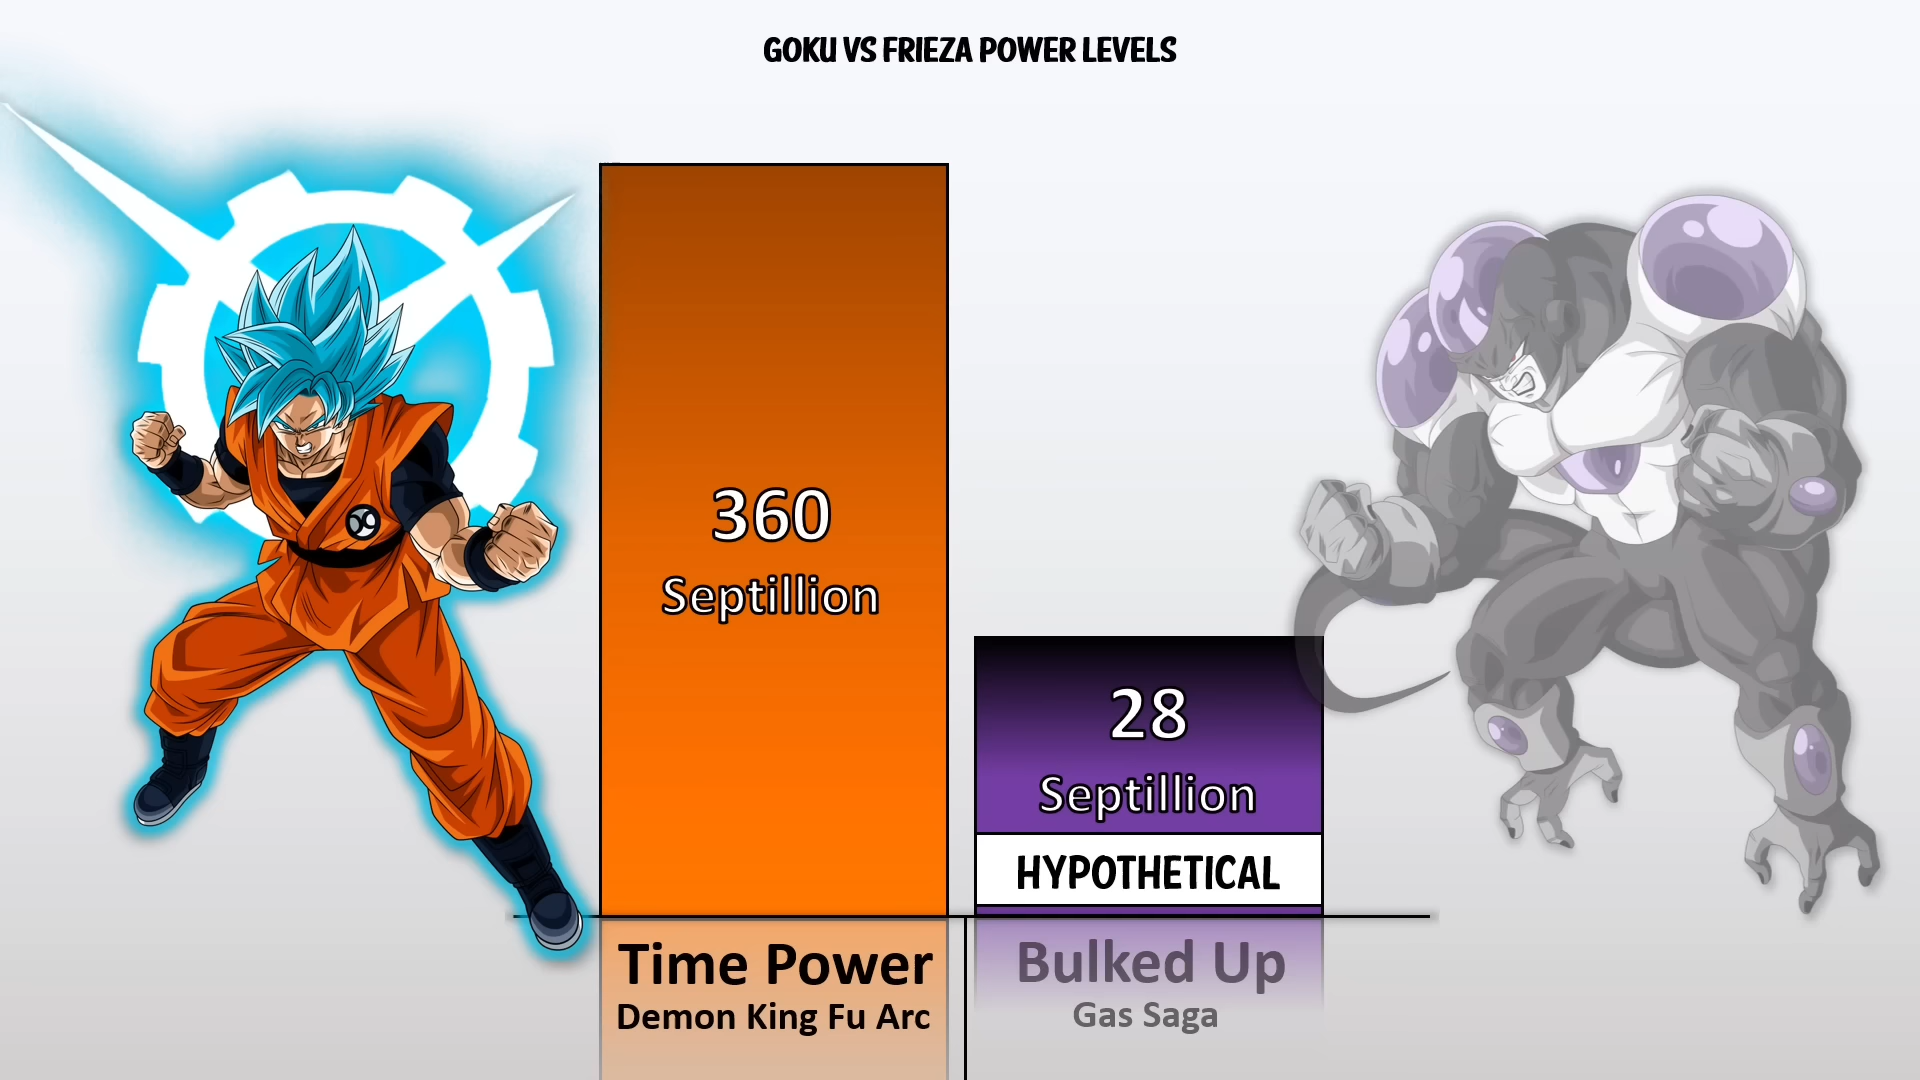 GOKU VS FRIEZA POWER LEVELS
360
Septillion
28
Septillion
HYPOTHETICAL
Time Power
Demon King Fu Arc
Bulked Up
Gas Saga